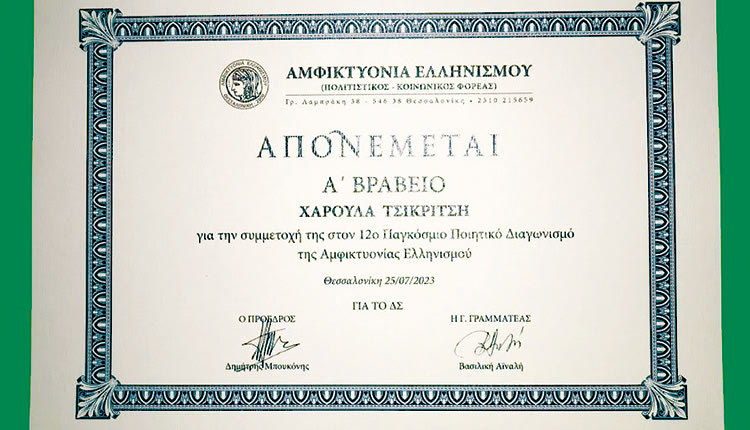 ΑΜΦΙΚΤΥΟΝΙΑ ΕΛΛΗΝΙΣΜΟΥ
(ΠΟΛΙΤΙΣΤΙΚΟΣ - ΚΟΙΝΩΝΙΚΟΣ ΦΟΡΕΑΣ)
Γρ. Λαμπράκη 38 - 546 38 Θεσσαλονίκη • 2310 215659
ΑΠΟΝΕΜΕΤΑΙ
Α΄ ΒΡΑΒΕΙΟ
ΧΑΡΟΥΛΑ ΤΣΙΚΡΙΤΣΗ
για την συμμετοχή της στον 12ο Παγκόσμιο Ποιητικό Διαγωνισμό
της Αμφικτυονίας Ελληνισμού
Θεσσαλονίκη 25/07/2023
ΓΙΑ ΤΟ ΔΣ
Ο ΠΡΟΕΔΡΟΣ Η Γ. ΓΡΑΜΜΑΤΕΑΣ
Δημήτρης Μπουκόνης Βασιλική Αϊναλή